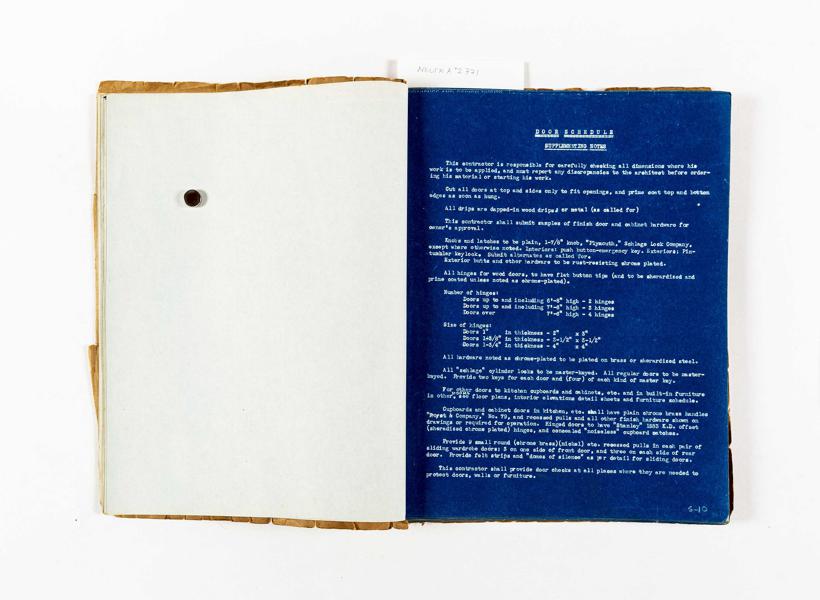 NEUTRA
DOOR SCHEDULE
SUPPLEMENTING NOTES
This contractor is responsible for carefully checking all dimensions where his
work is to be applied, and must report any discrepancies to the architect before order-
ing his material or starting his work.
Cut all doors at top and sides only to fit openings, and prime coat top and bottom
edges as soon as hung.
All drips are dapped-in wood drips or metal (as called for)
This contractor shall submit samples of finish door and cabinet hardware for
owner's approval.
Knobs and latches to be plain, 1-7/8" knob, "Plymouth," Schlage Lock Company,
except where otherwise noted. Interiors: push button-emergency key. Exteriors: Pin-
tumbler keylock. Submit alternates as called for.
Exterior butts and other hardware to be rust-resisting chrome plated.
All hinges for wood doors, to have flat button tips (and to be sherardized and
prime coated unless noted as chrome-plated).
Number of hinges:
Doors up to and including 6'-8" high - 2 hinges
Doors up to and including 7'-6" high - 3 hinges
Doors over 7'-6" high - 4 hinges
Size of hinges:
Doors 1" in thickness - 3" x 3"
Doors 1-3/8" in thickness - 3-1/2" x 3-1/2"
Doors 1-3/4" in thickness - 4" x 4"
All hardware noted as chrome-plated to be plated on brass or sherardized steel.
All "schlage" cylinder locks to be master-keyed. All regular doors to be master-
keyed. Provide two keys for each door and (four) of each kind of master key.
For other doors to kitchen cupboards and cabinets, etc. and in built-in furniture
in other, see floor plans, interior elevations detail sheets and furniture schedule.
Cupboards and cabinet doors in kitchen, etc. shall have plain chrome brass handles
& Company," No. 79, and recessed pulls and all other finish hardware shown on
drawings or required for operation. Hinged doors to have "Stanley" 1583 K.D. offset
(sherardized chrome plated) hinges, and concealed "noiseless" cupboard catches.
Provide 9 small round (chrome brass)(nickel) etc. recessed pulls in each pair of
sliding wardrobe doors: 3 on one side of front door, and three on each side of rear
door. Provide felt strips and "domes of silence" as per detail for sliding doors.
This contractor shall provide door checks at all places where they are needed to
protect doors, walls or furniture.
S-10